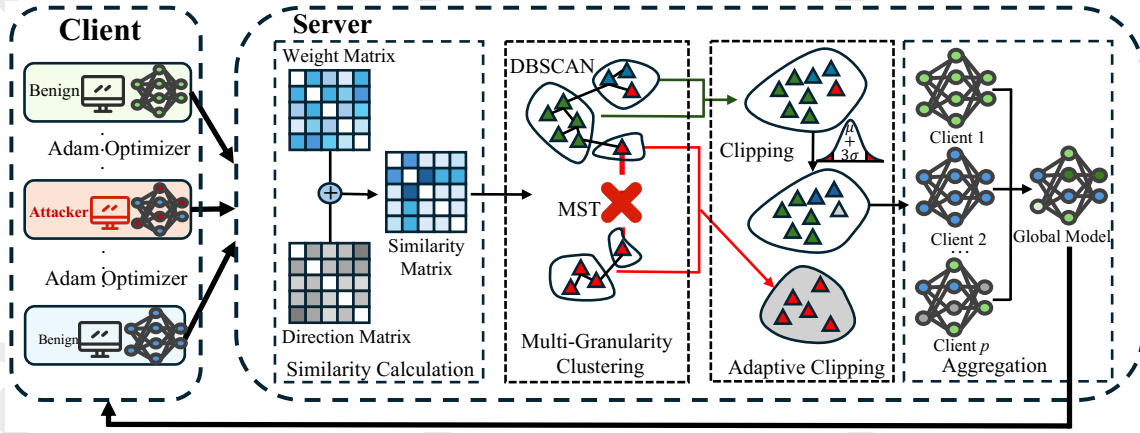 Client
Benign
Adam Optimizer
Attacker
Adam Optimizer
Benign
Server
Weight Matrix
+
Similarity
Matrix
Direction Matrix
Similarity Calculation
DBSCAN
MST
Multi-Granularity
Clustering
Clipping
μ
+
3σ
Adaptive Clipping
Client 1
Client 2
...
Client p
Global Model
Aggregation